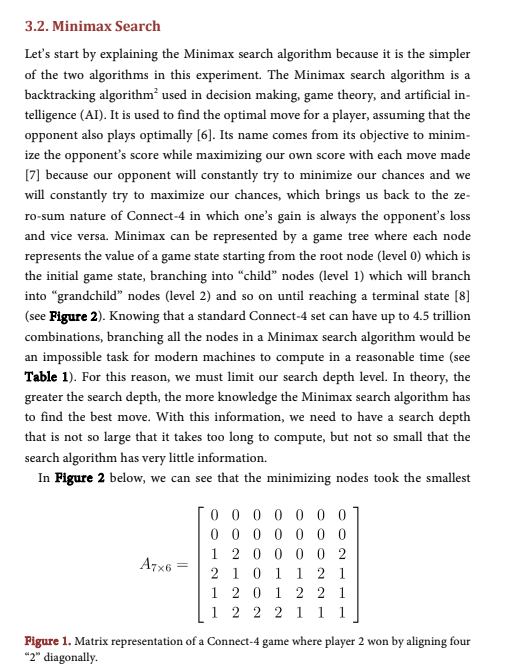 3.2. Minimax Search
Let's start by explaining the Minimax search algorithm because it is the simpler
of the two algorithms in this experiment. The Minimax search algorithm is a
backtracking algorithm² used in decision making, game theory, and artificial in-
telligence (AI). It is used to find the optimal move for a player, assuming that the
opponent also plays optimally [6]. Its name comes from its objective to minim-
ize the opponent's score while maximizing our own score with each move made
[7] because our opponent will constantly try to minimize our chances and we
will constantly try to maximize our chances, which brings us back to the ze-
ro-sum nature of Connect-4 in which one's gain is always the opponent's loss
and vice versa. Minimax can be represented by a game tree where each node
represents the value of a game state starting from the root node (level 0) which is
the initial game state, branching into "child" nodes (level 1) which will branch
into "grandchild" nodes (level 2) and so on until reaching a terminal state [8]
(see Figure 2). Knowing that a standard Connect-4 set can have up to 4.5 trillion
combinations, branching all the nodes in a Minimax search algorithm would be
an impossible task for modern machines to compute in a reasonable time (see
Table 1). For this reason, we must limit our search depth level. In theory, the
greater the search depth, the more knowledge the Minimax search algorithm has
to find the best move. With this information, we need to have a search depth
that is not so large that it takes too long to compute, but not so small that the
search algorithm has very little information.
In Figure 2 below, we can see that the minimizing nodes took the smallest
A7×6 =
0 0 0 0 0 0 0
0 0 0 0 0 0 0
1 2 0 0 0 0 2
2 1 0 1 1 2 1
1 2 0 1 2 2 1
1 2 2 2 1 1 1
Figure 1. Matrix representation of a Connect-4 game where player 2 won by aligning four
"2" diagonally.